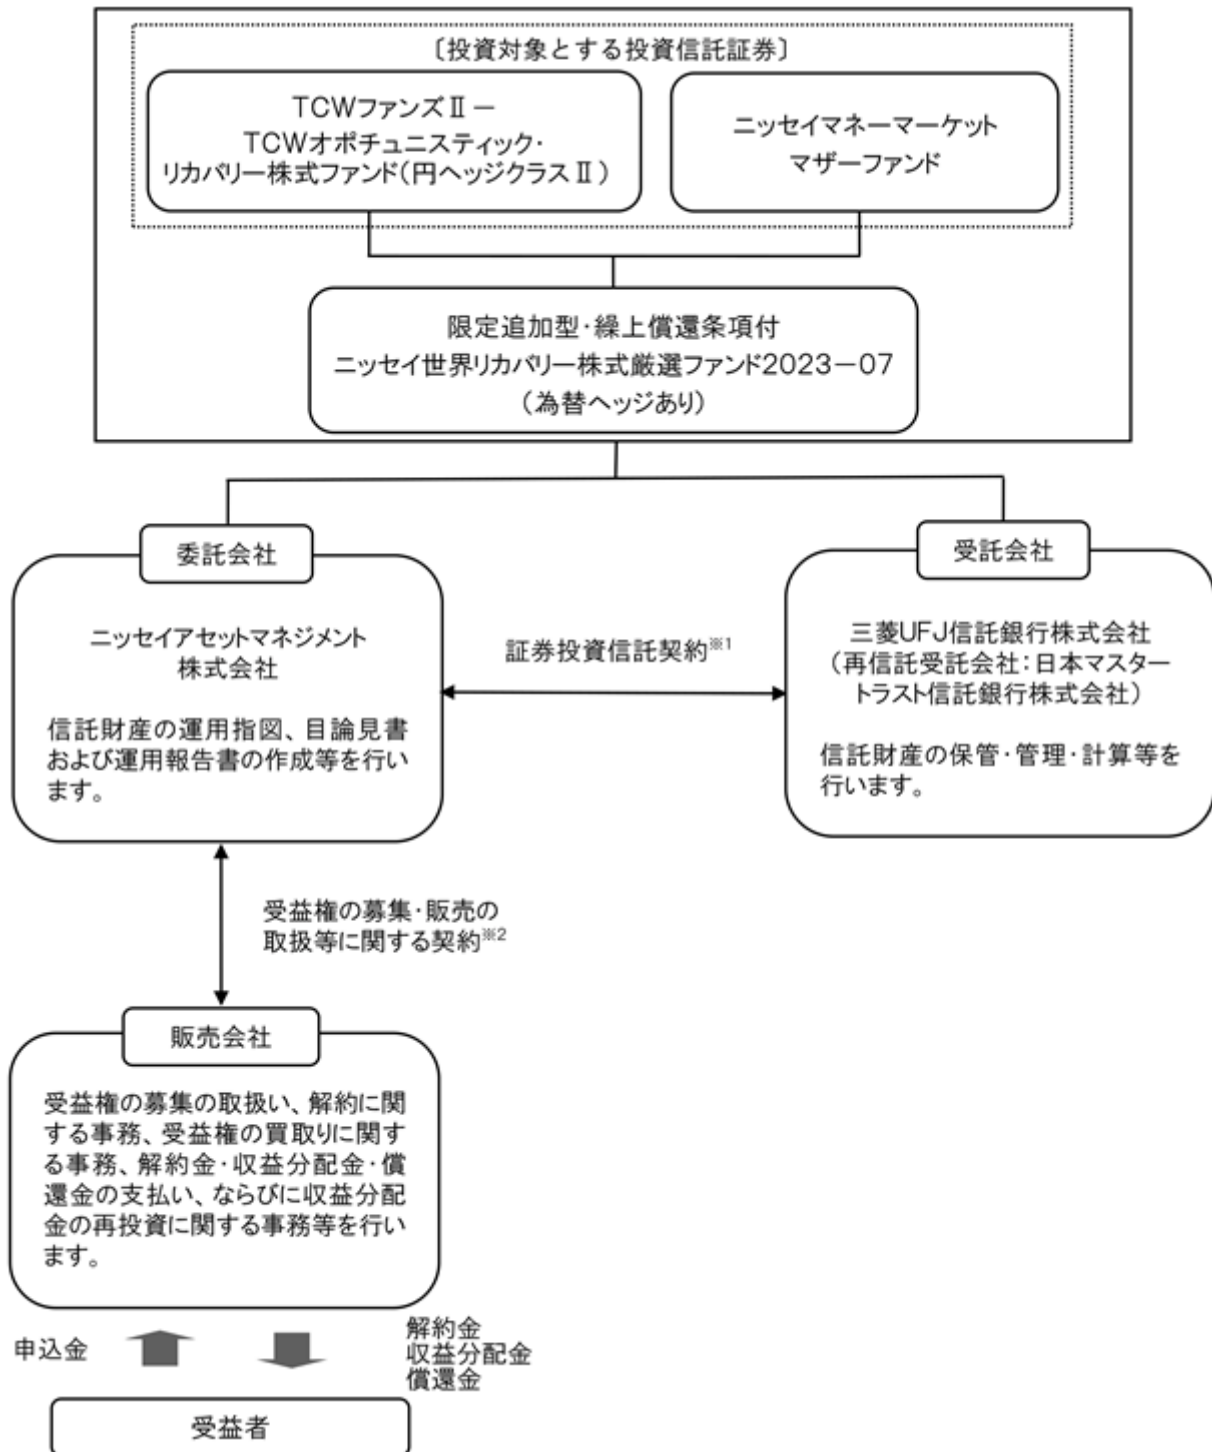 〔投資対象とする投資信託証券〕
TCWファンズⅡ－
TCWオポチュニスティック・
リカバリー株式ファンド(円ヘッジクラスⅡ)
ニッセイマネーマーケット
マザーファンド
限定追加型・繰上償還条項付
ニッセイ世界リカバリー株式厳選ファンド2023－07
(為替ヘッジあり)
委託会社
ニッセイアセットマネジメント
株式会社
信託財産の運用指図、目論見書
および運用報告書の作成等を行い
ます。
証券投資信託契約※1
受託会社
三菱UFJ信託銀行株式会社
(再信託受託会社:日本マスター
トラスト信託銀行株式会社)
信託財産の保管・管理・計算等を
行います。
受益権の募集・販売の
取扱等に関する契約※2
販売会社
受益権の募集の取扱い、解約に関
する事務、受益権の買取りに関す
る事務、解約金・収益分配金・償
還金の支払い、ならびに収益分配
金の再投資に関する事務等を行い
ます。
申込金
解約金
収益分配金
償還金
受益者